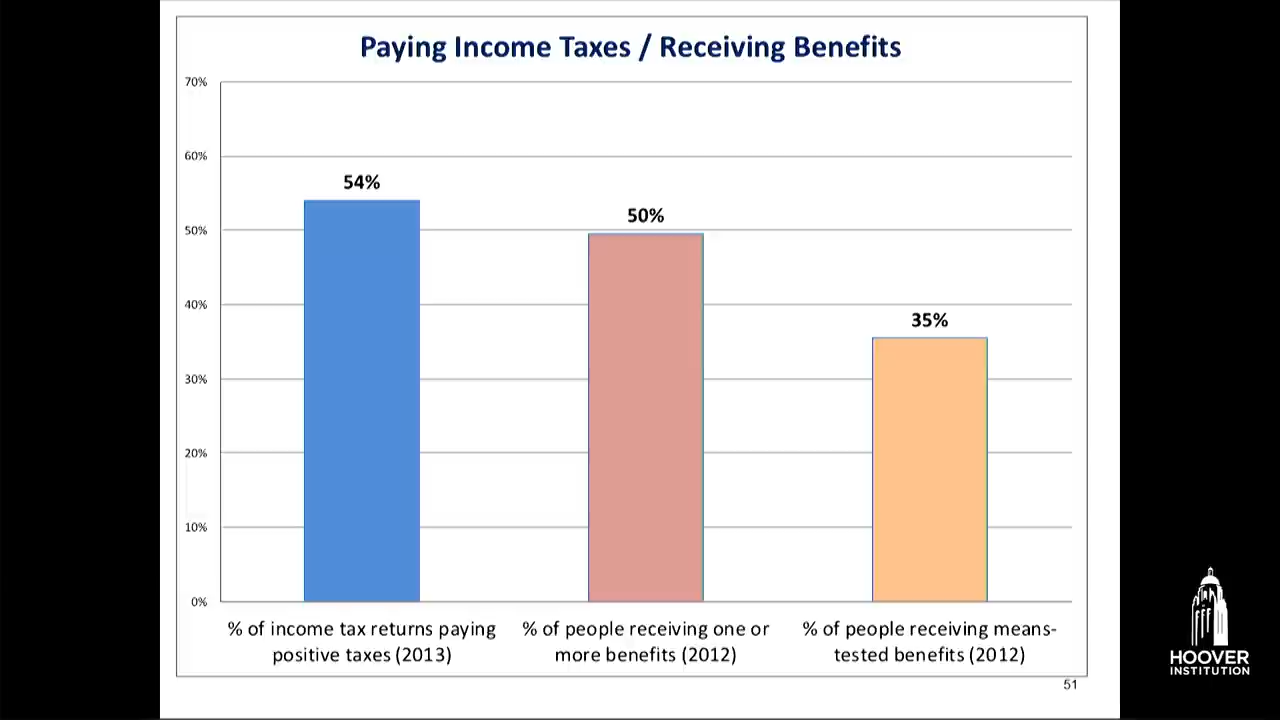 Paying Income Taxes / Receiving Benefits
70%
60%
50%
40%
30%
20%
10%
0%
54%
50%
35%
% of income tax returns paying
positive taxes (2013)
% of people receiving one or
more benefits (2012)
% of people receiving means-
tested benefits (2012)
51
HOOVER
INSTITUTION